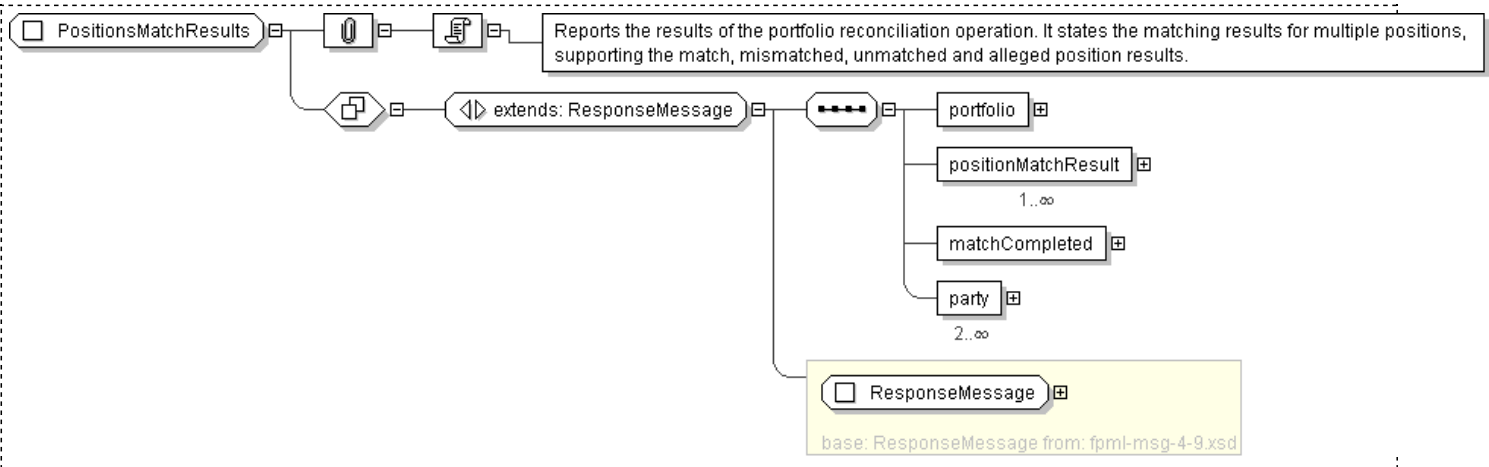 PositionsMatchResults
Reports the results of the portfolio reconciliation operation. It states the matching results for multiple positions,
supporting the match, mismatched, unmatched and alleged position results.
extends: ResponseMessage
portfolio
positionMatchResult
1..∞
matchCompleted
party
2..∞
ResponseMessage
base: ResponseMessage from: fpml-msg-4-9.xsd